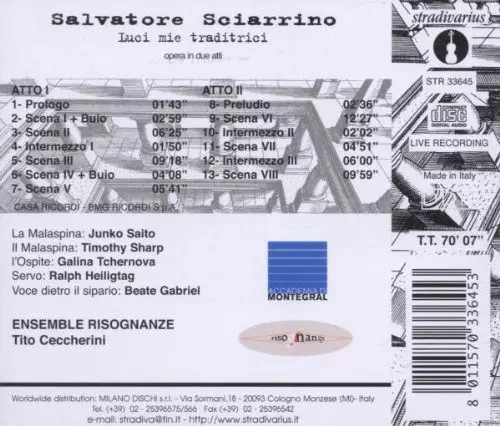 Salvatore Sciarrino
Luci mie traditrici
opera in due atti
ATTO I
1- Prologo 01'43"
2- Scena I + Buio 02'59
3- Scena II 06'25
4- Intermezzo I 01'50
5- Scena III 09'18"
6- Scena IV + Buio 04'08"
7- Scena V 05'41"
CASA RICORDI - BMG RICORDI S.p.A.
ATTO II
8- Preludio 02'36"
9- Scena VI 12'27"
10- Intermezzo II 02'02"
11- Scena VII 04'51"
12- Intermezzo III 06'00"
13- Scena VIII 09'59"
La Malaspina: Junko Saito
Il Malaspina: Timothy Sharp
l'Ospite: Galina Tchernova
Servo: Ralph Heiligtag
Voce dietro il sipario: Beate Gabriel
ACCADEMIA DI
MONTEGRAL
ENSEMBLE RISOGNANZE
Tito Ceccherini
risognanze
Worldwide distribution: MILANO DISCHI s.r.l. - Via Sormani,18 - 20093 Cologno Monzese (MI)- Italy
Tel. (+39) 02 - 25396575/566 Fax (+39) 02 - 25396542
e-mail: stradiva@tin.it - http://www.stradivarius.it
stradivarius
STR 33645
COMPACT
disc
DIGITAL AUDIO
LIVE RECORDING
Made in Italy
T.T. 70' 07"
8 011570 336453